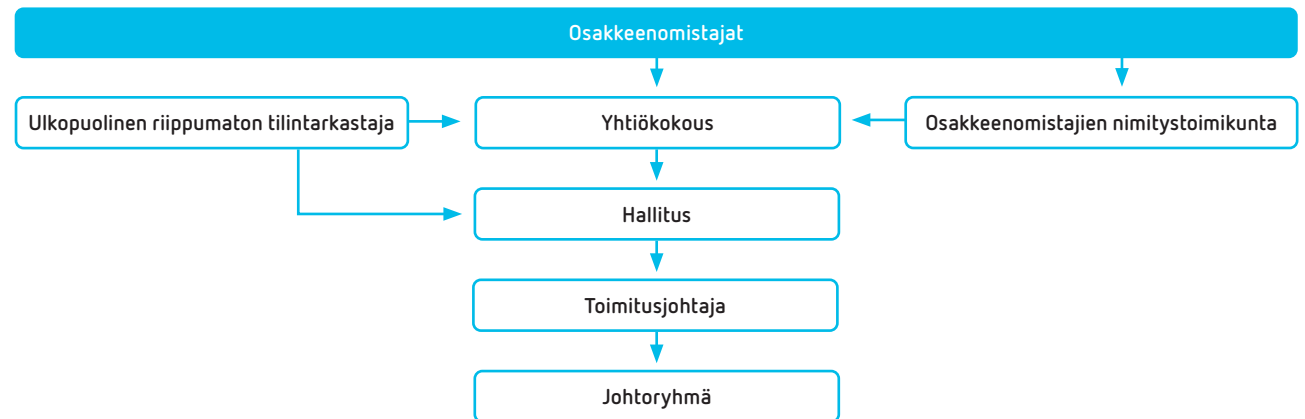 Osakkeenomistajat
Ulkopuolinen riippumaton tilintarkastaja
Yhtiökokous
Osakkeenomistajien nimitystoimikunta
Hallitus
Toimitusjohtaja
Johtoryhmä